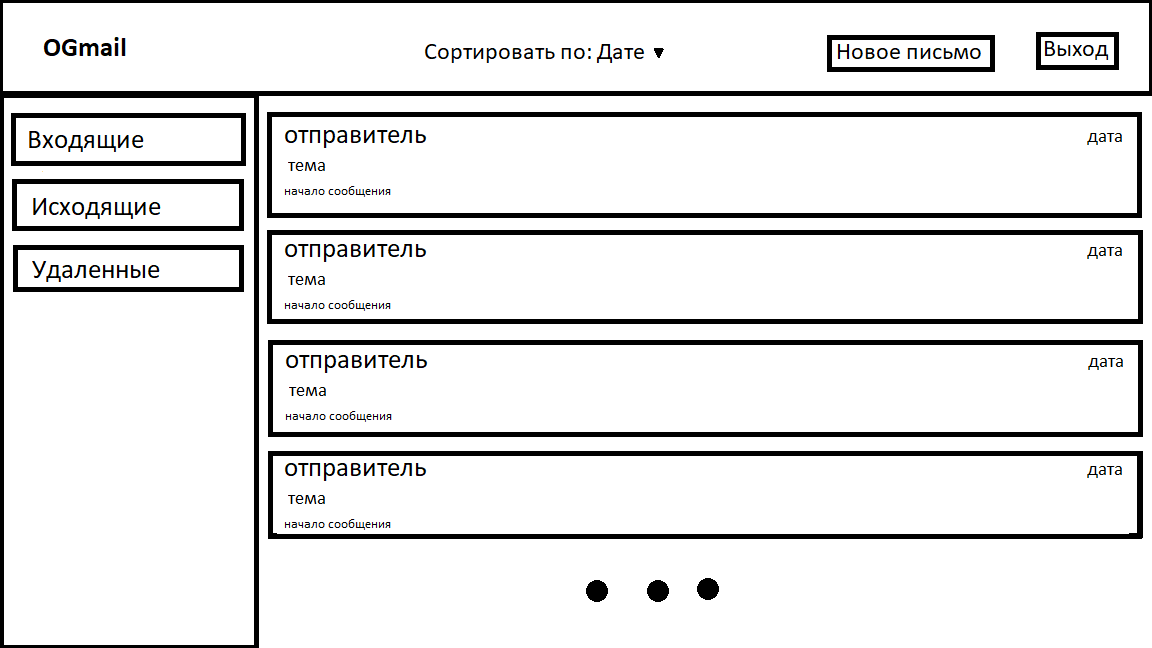 OGmail
Сортировать по: Дате ▼
Новое письмо
Выход
Входящие
Исходящие
Удаленные
отправитель
дата
тема
начало сообщения
отправитель
дата
тема
начало сообщения
отправитель
дата
тема
начало сообщения
отправитель
дата
тема
начало сообщения